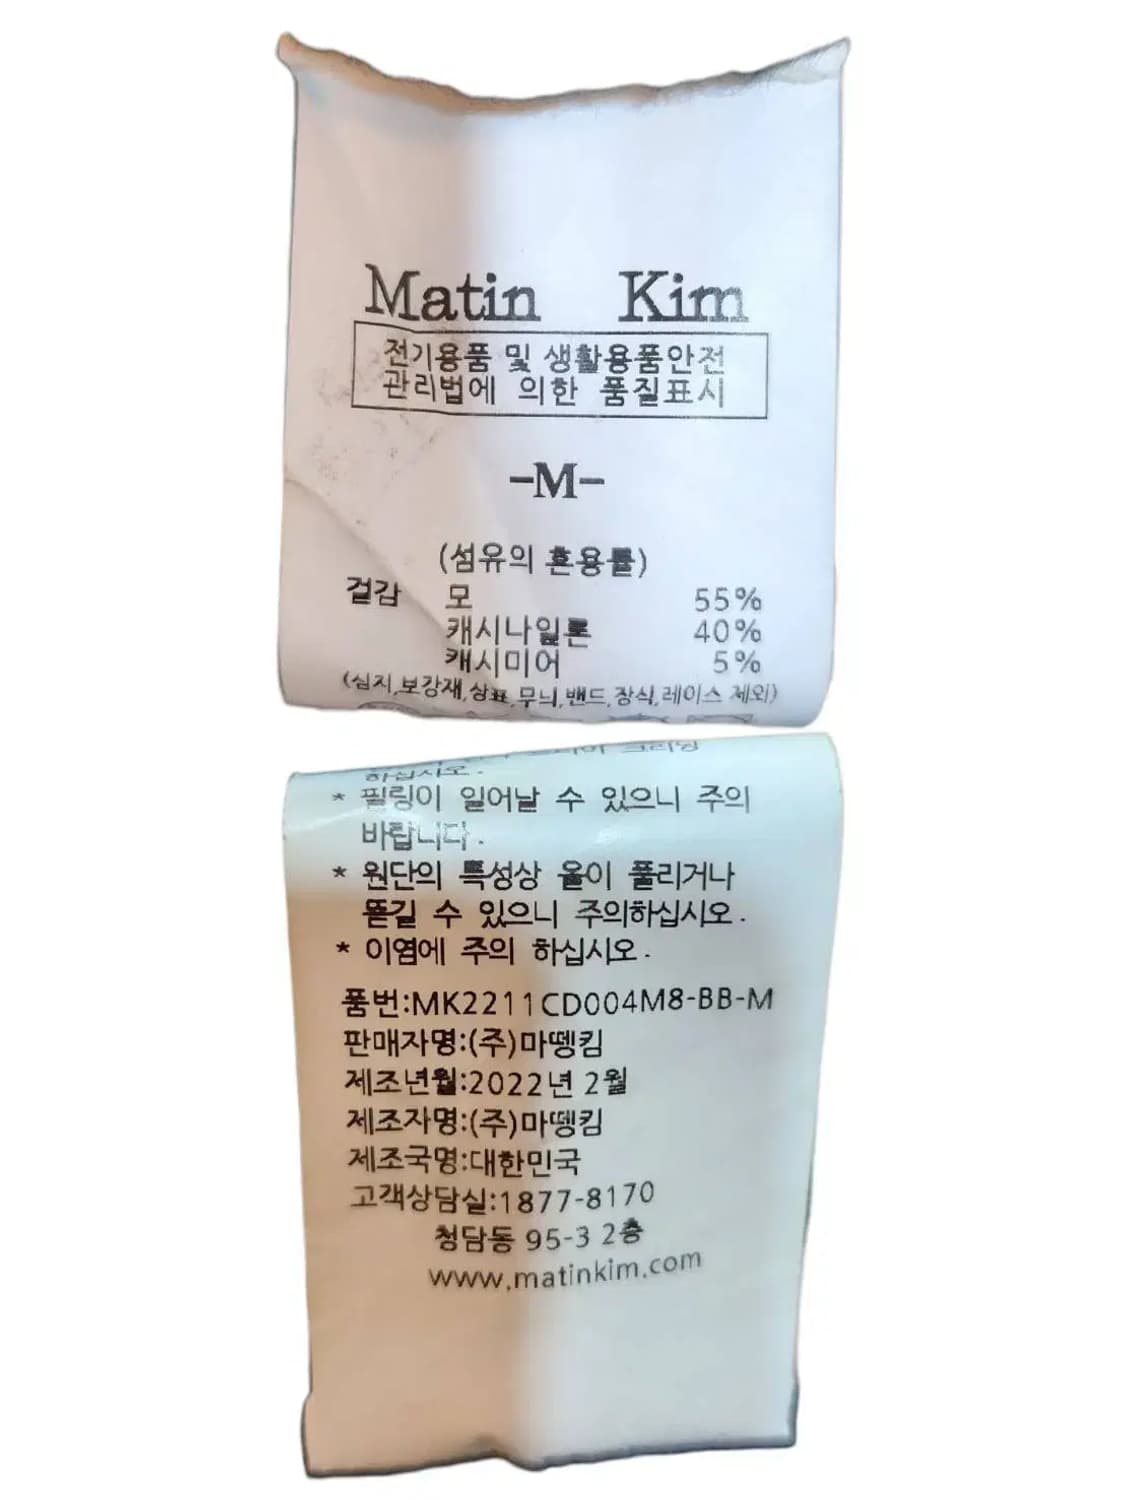 Matin Kim
전기용품 및 생활용품안전
관리법에 의한 품질표시
-M-
(섬유의 혼용률)
겉감 모 55%
캐시나일론 40%
캐시미어 5%
(심지,보강재,상표,무늬,밴드,장식,레이스 제외)
하십시오.
* 필링이 일어날 수 있으니 주의
바랍니다.
* 원단의 특성상 올이 풀리거나
뜯길 수 있으니 주의하십시오.
* 이염에 주의 하십시오.
품번:MK2211CD004M8-BB-M
판매자명:(주)마뗑킴
제조년월:2022년 2월
제조자명:(주)마뗑킴
제조국명:대한민국
고객상담실:1877-8170
청담동 95-3 2층
www.matinkim.com